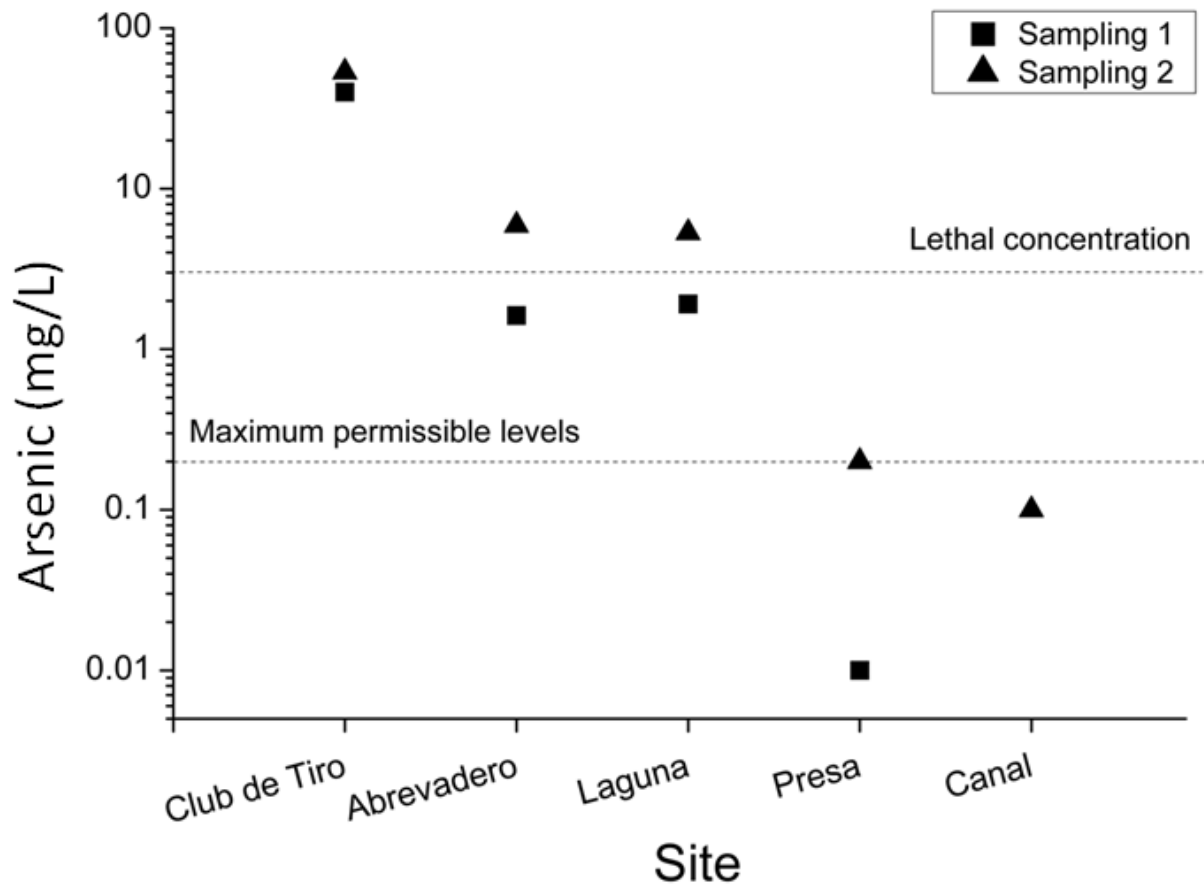 100
10
1
0.1
0.01
Arsenic (mg/L)
Sampling 1
Sampling 2
Lethal concentration
Maximum permissible levels
Club de Tiro
Abrevadero
Laguna
Presa
Canal
Site